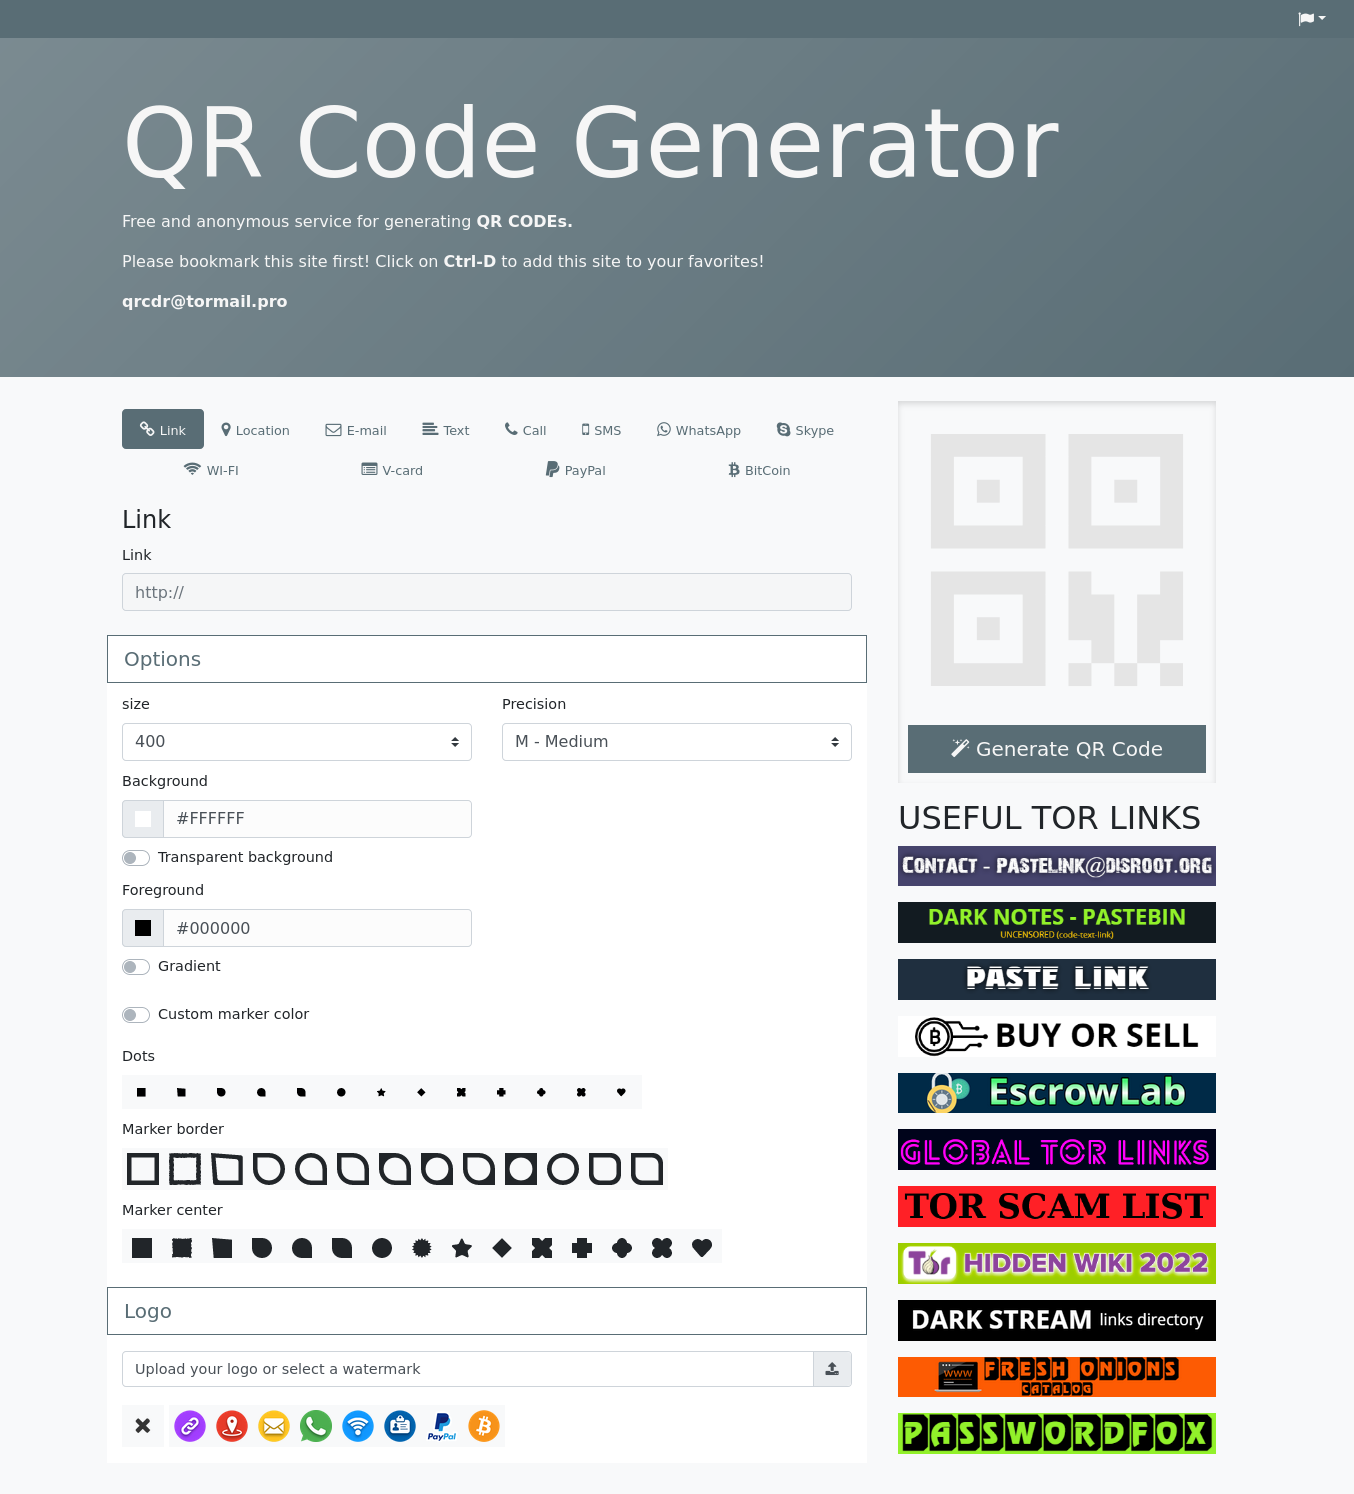 QR Code Generator
Free and anonymous service for generating QR CODEs.
Please bookmark this site first! Click on Ctrl-D to add this site to your favorites!
qrcdr@tormail.pro
Link
Location
E-mail
Text
Call
SMS
WhatsApp
Skype
WI-FI
V-card
PayPal
BitCoin
Link
Link
http://
Options
size
Precision
400
M - Medium
Background
#FFFFFF
Transparent background
Foreground
#000000
Gradient
Custom marker color
Dots
Marker border
Marker center
Logo
Upload your logo or select a watermark
PayPal
Generate QR Code
USEFUL TOR LINKS
CONTACT - PASTELINK@DISROOT.ORG
DARK NOTES - PASTEBIN
UNCENSORED (code-text-link)
PASTE LINK
BUY OR SELL
EscrowLab
GLOBAL TOR LINKS
TOR SCAM LIST
Tor HIDDEN WIKI 2022
DARK STREAM links directory
WWW
FRESH ONIONS
CATALOG
PASSWORDFOX